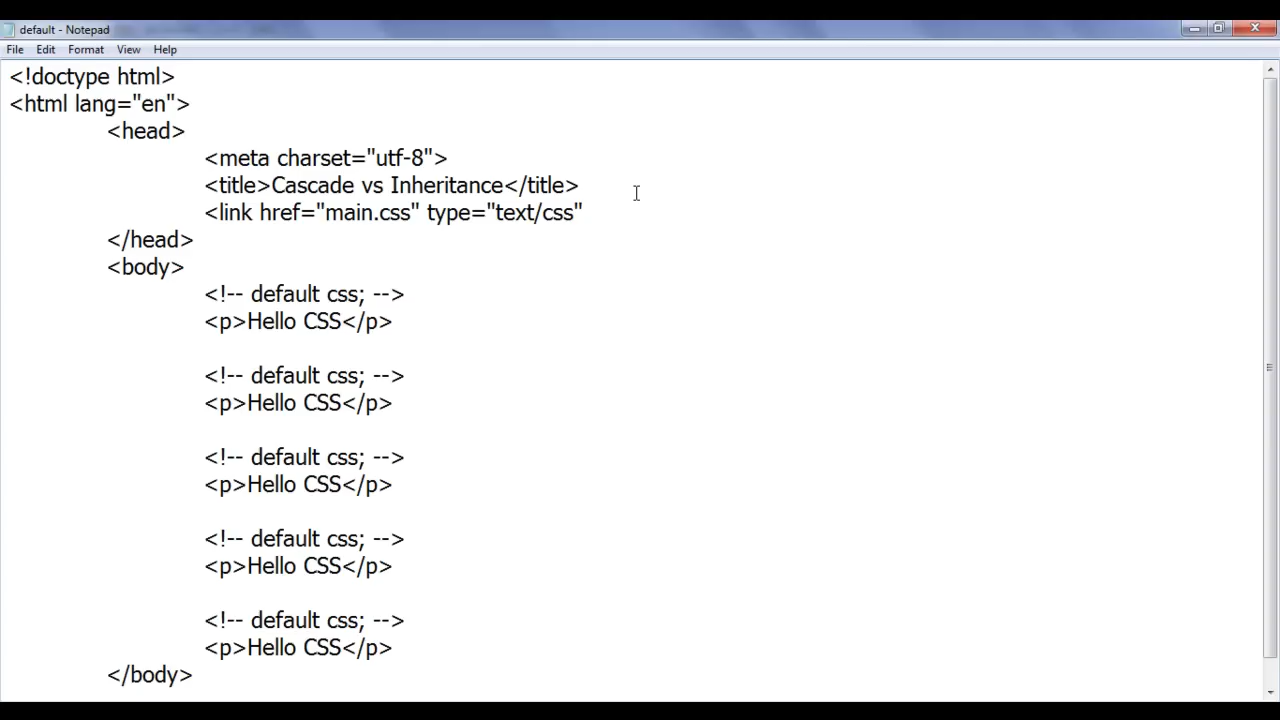 default - Notepad
File Edit Format View Help
<!doctype html>
<html lang="en">
<head>
<meta charset="utf-8">
<title>Cascade vs Inheritance</title>
<link href="main.css" type="text/css"
</head>
<body>
<!-- default css; -->
<p>Hello CSS</p>
<!-- default css; -->
<p>Hello CSS</p>
<!-- default css; -->
<p>Hello CSS</p>
<!-- default css; -->
<p>Hello CSS</p>
<!-- default css; -->
<p>Hello CSS</p>
</body>